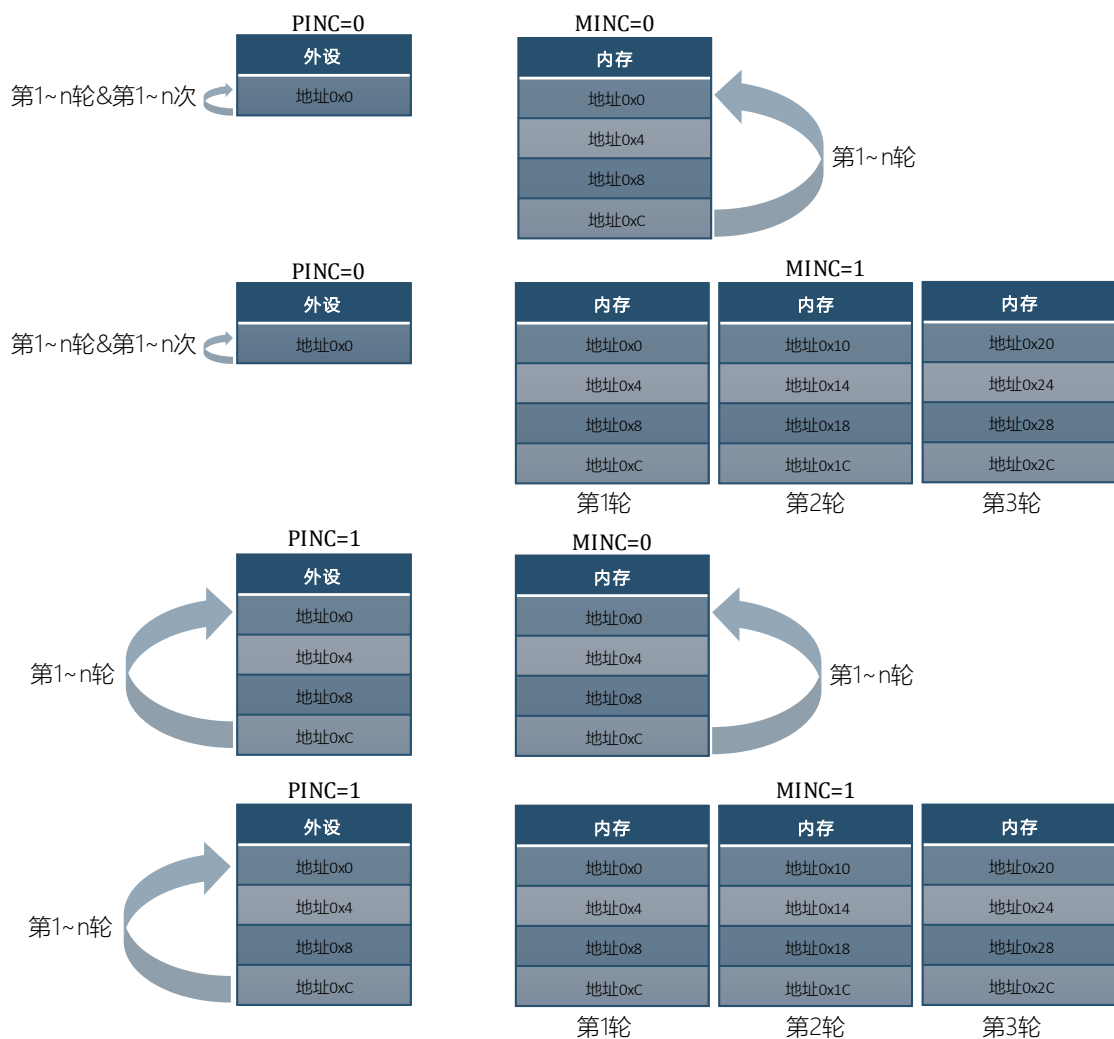 PINC=0 MINC=0
外设 内存
第1~n轮&第1~n次 地址0x0 地址0x0
地址0x4
第1~n轮
地址0x8
地址0xC
PINC=0 MINC=1
外设 内存 内存 内存
第1~n轮&第1~n次 地址0x0 地址0x0 地址0x10 地址0x20
地址0x4 地址0x14 地址0x24
地址0x8 地址0x18 地址0x28
地址0xC 地址0x1C 地址0x2C
第1轮 第2轮 第3轮
PINC=1 MINC=0
外设 内存
地址0x0 地址0x0
地址0x4 地址0x4
第1~n轮 第1~n轮
地址0x8 地址0x8
地址0xC 地址0xC
PINC=1 MINC=1
外设 内存 内存 内存
地址0x0 地址0x0 地址0x10 地址0x20
地址0x4 地址0x4 地址0x14 地址0x24
第1~n轮
地址0x8 地址0x8 地址0x18 地址0x28
地址0xC 地址0xC 地址0x1C 地址0x2C
第1轮 第2轮 第3轮